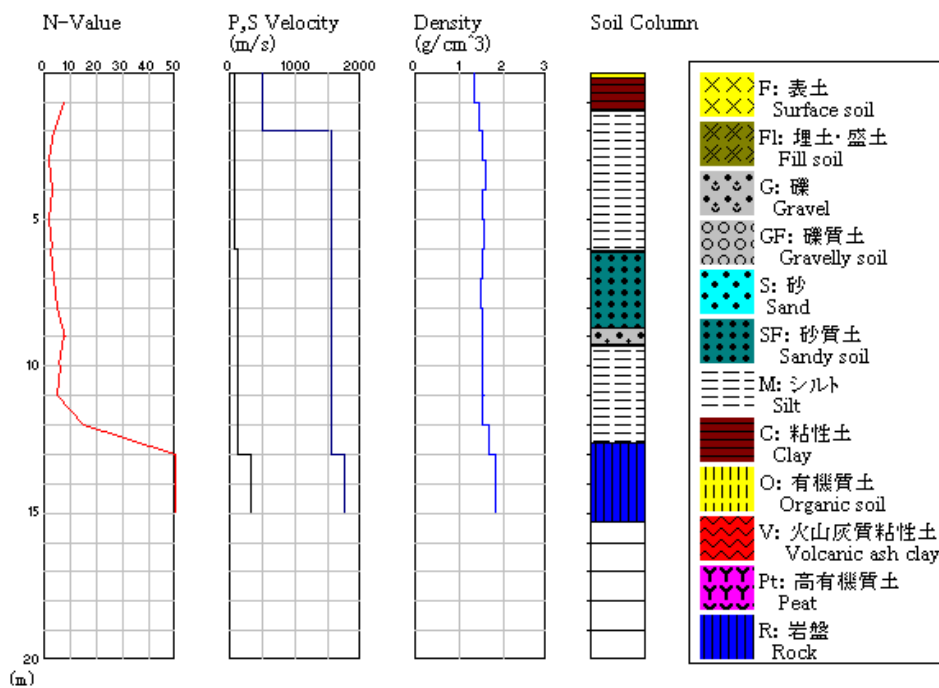 N-Value
P,S Velocity
(m/s)
Density
(g/cm^3)
Soil Column
0 10 20 30 40 50
0 1000 2000
0 1 2 3
5
10
15
20
(m)
F: 表土
Surface soil
Fl: 埋土・盛土
Fill soil
G: 礫
Gravel
GF: 礫質土
Gravelly soil
S: 砂
Sand
SF: 砂質土
Sandy soil
M: シルト
Silt
C: 粘性土
Clay
O: 有機質土
Organic soil
V: 火山灰質粘性土
Volcanic ash clay
Pt: 高有機質土
Peat
R: 岩盤
Rock